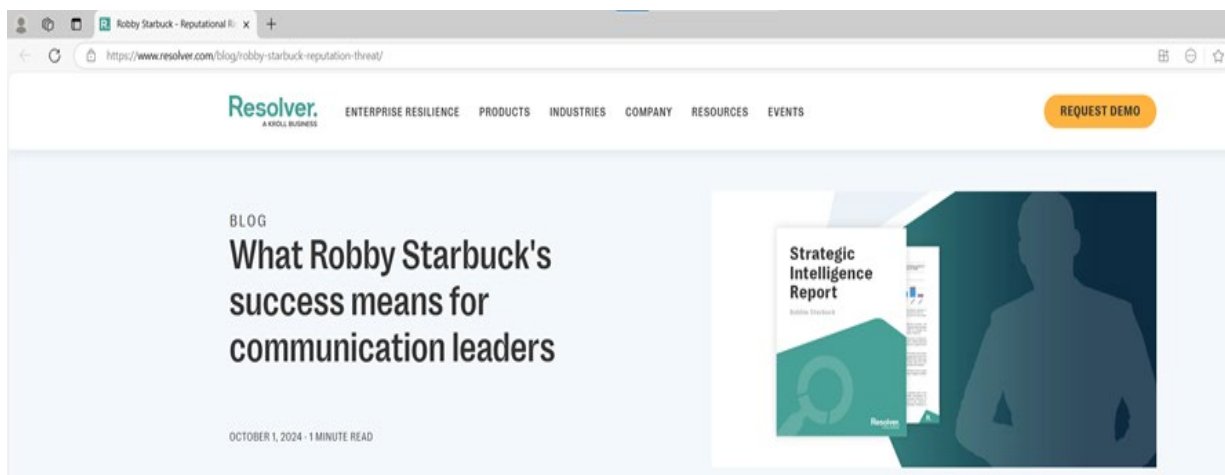 Robby Starbuck - Reputational Ri
https://www.resolver.com/blog/robby-starbuck-reputation-threat/
Resolver.
A KROLL BUSINESS
ENTERPRISE RESILIENCE PRODUCTS INDUSTRIES COMPANY RESOURCES EVENTS
REQUEST DEMO
BLOG
What Robby Starbuck's
success means for
communication leaders
OCTOBER 1, 2024 · 1 MINUTE READ
Strategic
Intelligence
Report
Robby Starbuck
Resolver.